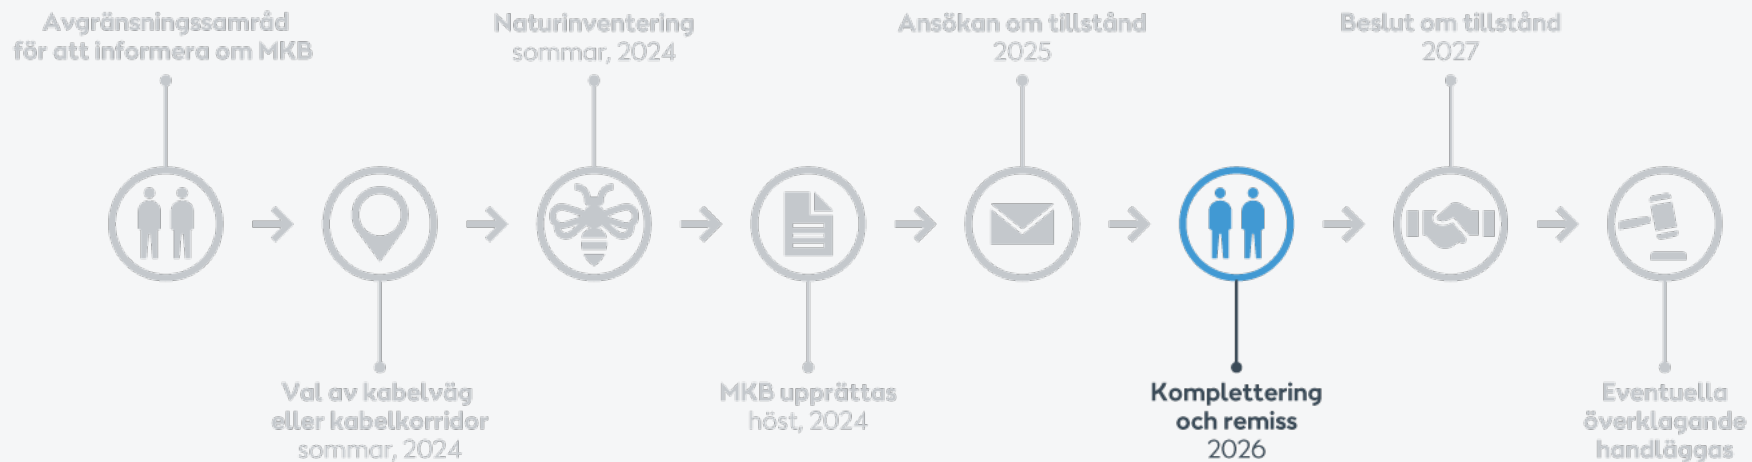 Avgränsningssamråd
för att informera om MKB
Val av kabelväg
eller kabelkorridor
sommar, 2024
Naturinventering
sommar, 2024
MKB upprättas
höst, 2024
Ansökan om tillstånd
2025
Komplettering
och remiss
2026
Beslut om tillstånd
2027
Eventuella
överklagande
handläggas